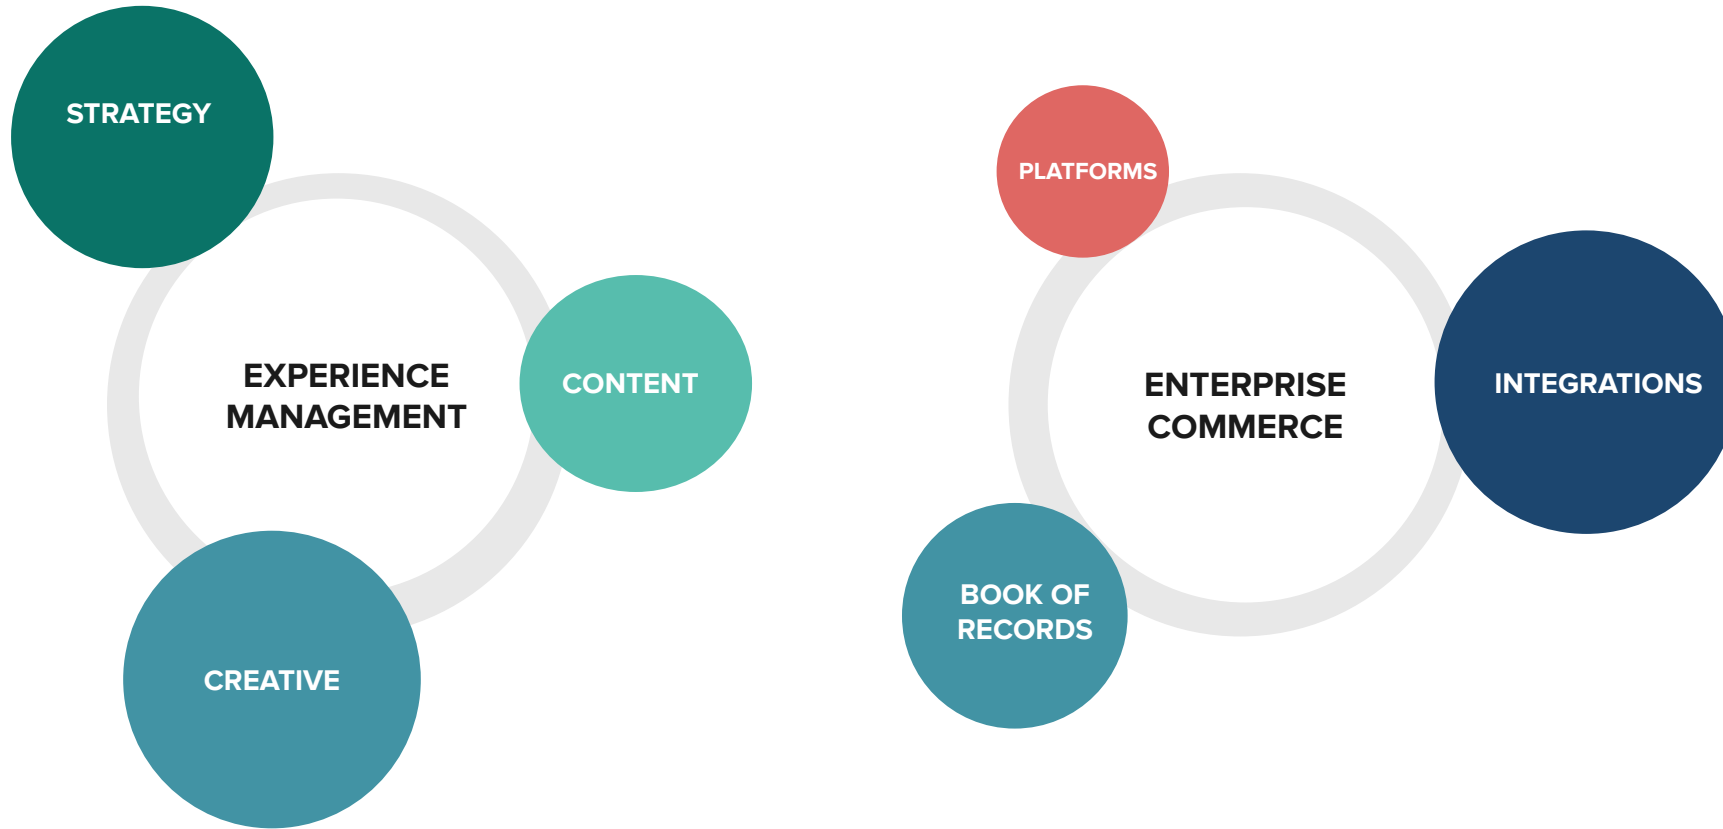 STRATEGY
CONTENT
EXPERIENCE
MANAGEMENT
CREATIVE
PLATFORMS
INTEGRATIONS
ENTERPRISE
COMMERCE
BOOK OF
RECORDS